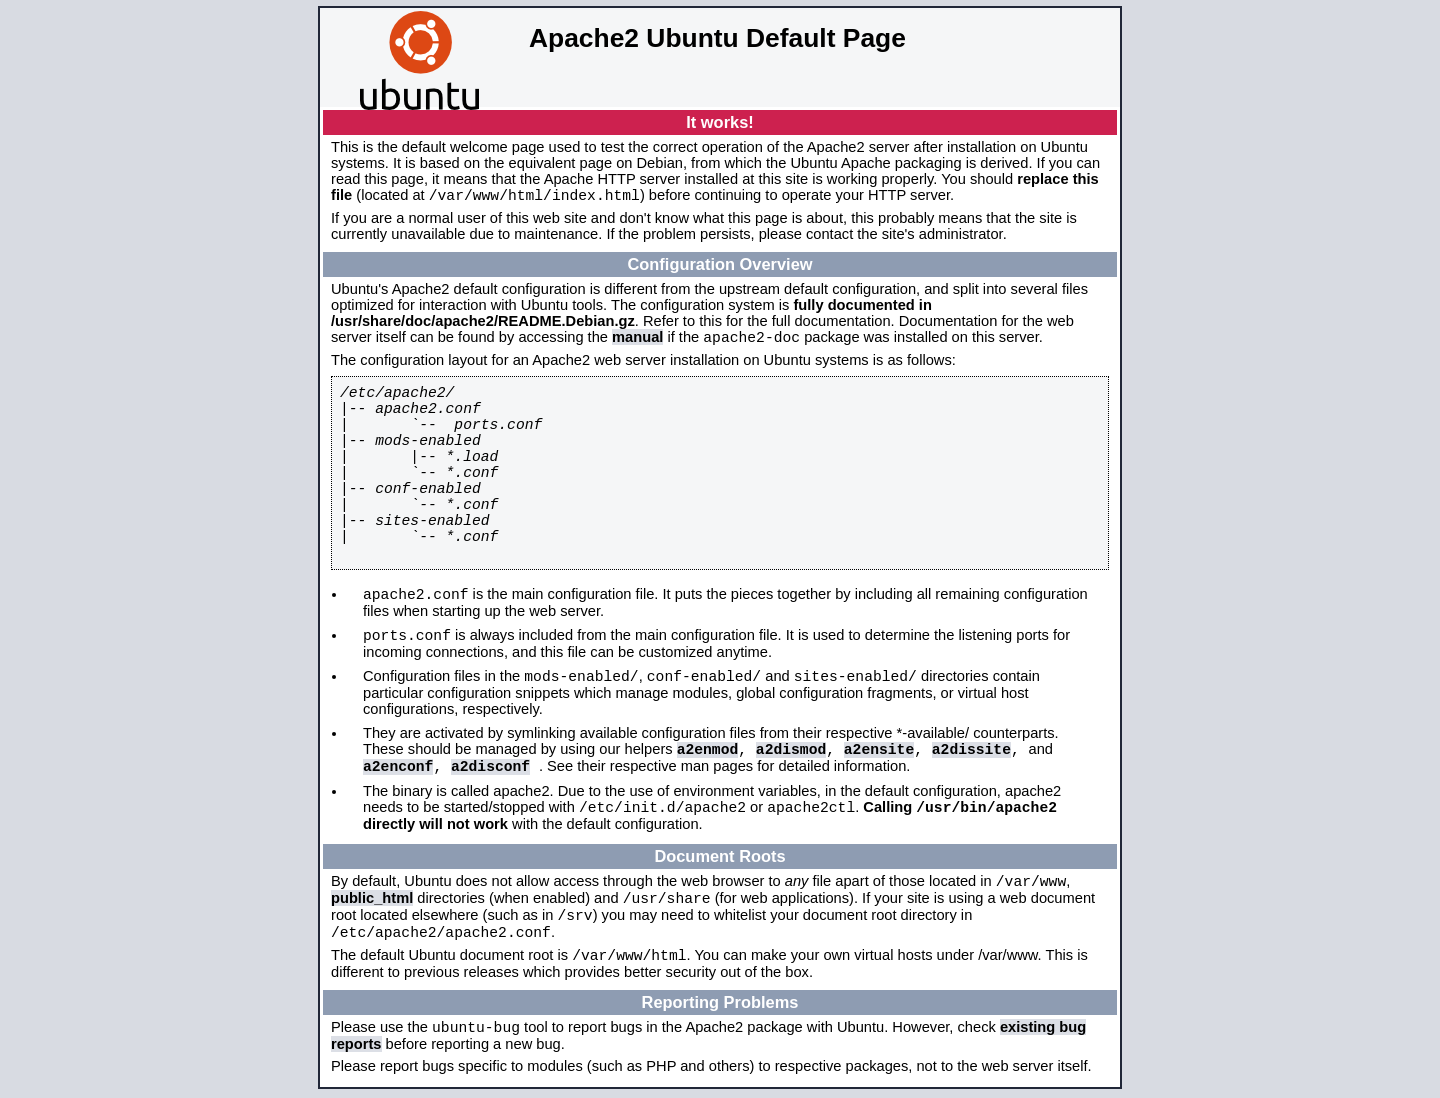 ubuntu
Apache2 Ubuntu Default Page
It works!
This is the default welcome page used to test the correct operation of the Apache2 server after installation on Ubuntu
systems. It is based on the equivalent page on Debian, from which the Ubuntu Apache packaging is derived. If you can
read this page, it means that the Apache HTTP server installed at this site is working properly. You should replace this
file (located at /var/www/html/index.html) before continuing to operate your HTTP server.
If you are a normal user of this web site and don't know what this page is about, this probably means that the site is
currently unavailable due to maintenance. If the problem persists, please contact the site's administrator.
Configuration Overview
Ubuntu's Apache2 default configuration is different from the upstream default configuration, and split into several files
optimized for interaction with Ubuntu tools. The configuration system is fully documented in
/usr/share/doc/apache2/README.Debian.gz. Refer to this for the full documentation. Documentation for the web
server itself can be found by accessing the manual if the apache2-doc package was installed on this server.
The configuration layout for an Apache2 web server installation on Ubuntu systems is as follows:
/etc/apache2/
|-- apache2.conf
|       `--  ports.conf
|-- mods-enabled
|       |-- *.load
|       `-- *.conf
|-- conf-enabled
|       `-- *.conf
|-- sites-enabled
|       `-- *.conf
• apache2.conf is the main configuration file. It puts the pieces together by including all remaining configuration
files when starting up the web server.
• ports.conf is always included from the main configuration file. It is used to determine the listening ports for
incoming connections, and this file can be customized anytime.
• Configuration files in the mods-enabled/, conf-enabled/ and sites-enabled/ directories contain
particular configuration snippets which manage modules, global configuration fragments, or virtual host
configurations, respectively.
• They are activated by symlinking available configuration files from their respective *-available/ counterparts.
These should be managed by using our helpers a2enmod, a2dismod, a2ensite, a2dissite, and
a2enconf, a2disconf . See their respective man pages for detailed information.
• The binary is called apache2. Due to the use of environment variables, in the default configuration, apache2
needs to be started/stopped with /etc/init.d/apache2 or apache2ctl. Calling /usr/bin/apache2
directly will not work with the default configuration.
Document Roots
By default, Ubuntu does not allow access through the web browser to any file apart of those located in /var/www,
public_html directories (when enabled) and /usr/share (for web applications). If your site is using a web document
root located elsewhere (such as in /srv) you may need to whitelist your document root directory in
/etc/apache2/apache2.conf.
The default Ubuntu document root is /var/www/html. You can make your own virtual hosts under /var/www. This is
different to previous releases which provides better security out of the box.
Reporting Problems
Please use the ubuntu-bug tool to report bugs in the Apache2 package with Ubuntu. However, check existing bug
reports before reporting a new bug.
Please report bugs specific to modules (such as PHP and others) to respective packages, not to the web server itself.